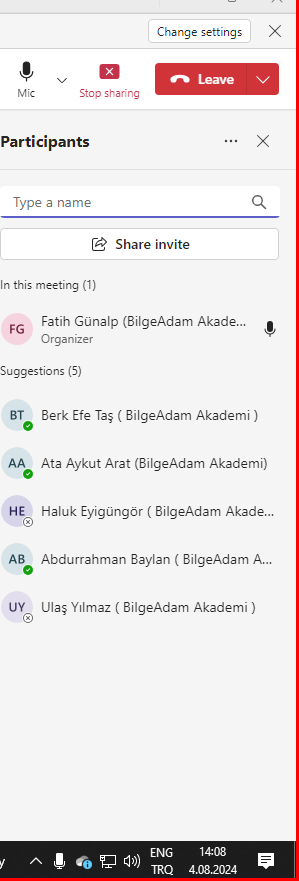 Change settings
Mic
Stop sharing
Leave
Participants
Type a name
Share invite
In this meeting (1)
FG
Fatih Günalp (BilgeAdam Akade...
Organizer
Suggestions (5)
BT
Berk Efe Taş ( BilgeAdam Akademi )
AA
Ata Aykut Arat (BilgeAdam Akademi)
HE
Haluk Eyigüngör ( BilgeAdam Akade...
AB
Abdurrahman Baylan ( BilgeAdam A...
UY
Ulaş Yılmaz ( BilgeAdam Akademi )
y
ENG
TRQ
14:08
4.08.2024